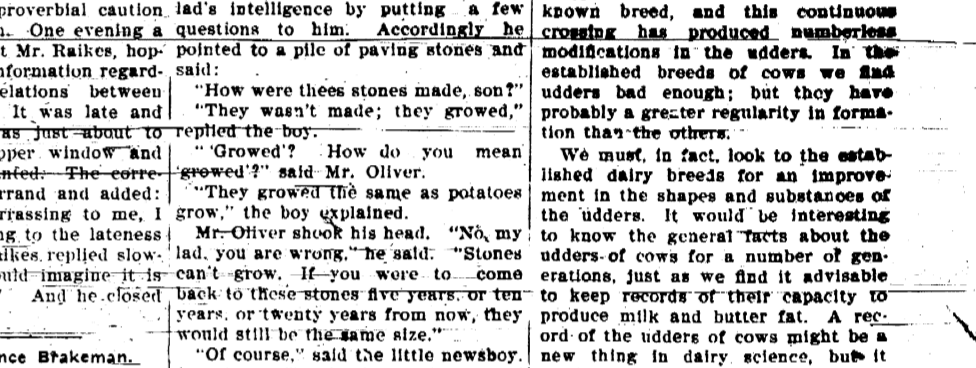 proverbial caution
One evening a
t Mr. Raikes, hop-
nformation regard-
elations between
It was late and
as just about to
pper window and
The corre-
rrand and added:
rrassing to me, I
ng to the lateness
ikes replied slow-
uld imagine it is
And he closed
nce Brakeman.
lad's intelligence by putting a few
questions to him. Accordingly he
pointed to a pile of paving stones and
said:
"How were thees stones made, son?"
"They wasn't made; they growed,"
replied the boy.
"'Growed'? How do you mean
'growed'?" said Mr. Oliver.
"They growed the same as potatoes
grow," the boy explained.
Mr. Oliver shook his head. "No, my
lad, you are wrong," he said. "Stones
can't grow. If you were to come
back to these stones five years, or ten
years, or twenty years from now, they
would still be the same size."
"Of course," said the little newsboy.
known breed, and this continuous
crossing has produced numberless
modifications in the udders. In the
established breeds of cows we find
udders bad enough; but they have
probably a greater regularity in forma-
tion than the others.
We must, in fact, look to the estab-
lished dairy breeds for an improve-
ment in the shapes and substances of
the udders. It would be interesting
to know the general facts about the
udders of cows for a number of gen-
erations, just as we find it advisable
to keep records of their capacity to
produce milk and butter fat. A rec-
ord of the udders of cows might be a
new thing in dairy science, but it